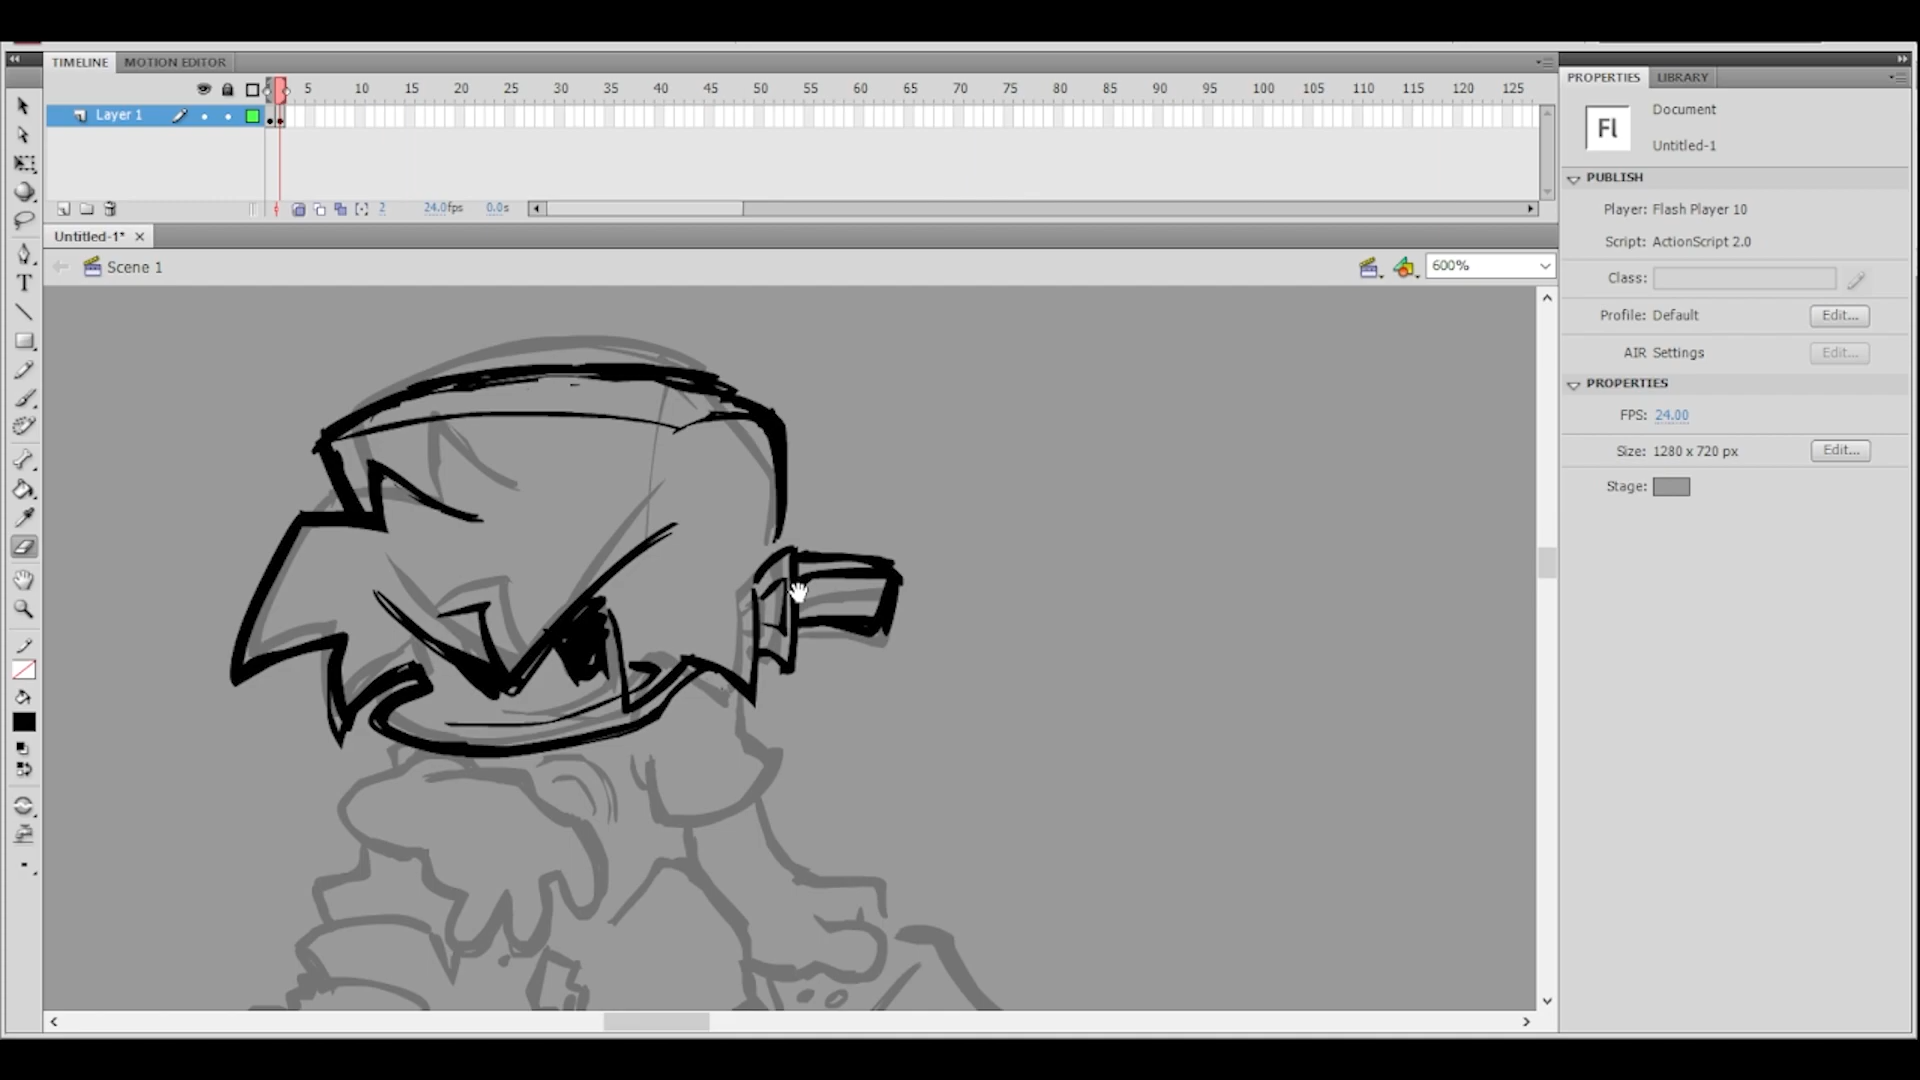 TIMELINE MOTION EDITOR
5 10 15 20 25 30 35 40 45 50 55 60 65 70 75 80 85 90 95 100 105 110 115 120 125
Layer 1
2 24.0fps 0.0s
Untitled-1*
Scene 1
600%
T
PROPERTIES LIBRARY
Fl
Document
Untitled-1
PUBLISH
Player: Flash Player 10
Script: ActionScript 2.0
Class:
Profile: Default Edit...
AIR Settings Edit...
PROPERTIES
FPS: 24.00
Size: 1280 x 720 px Edit...
Stage: